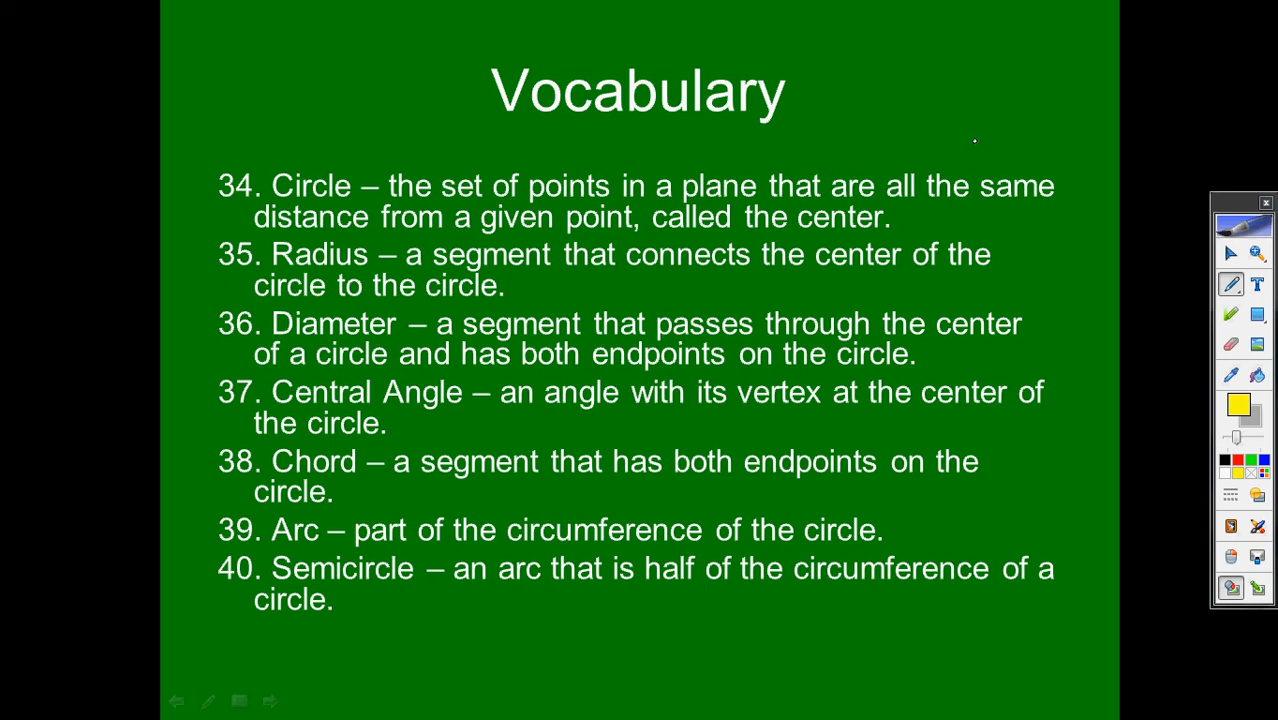 Vocabulary
34. Circle – the set of points in a plane that are all the same
distance from a given point, called the center.
35. Radius – a segment that connects the center of the
circle to the circle.
36. Diameter – a segment that passes through the center
of a circle and has both endpoints on the circle.
37. Central Angle – an angle with its vertex at the center of
the circle.
38. Chord – a segment that has both endpoints on the
circle.
39. Arc – part of the circumference of the circle.
40. Semicircle – an arc that is half of the circumference of a
circle.